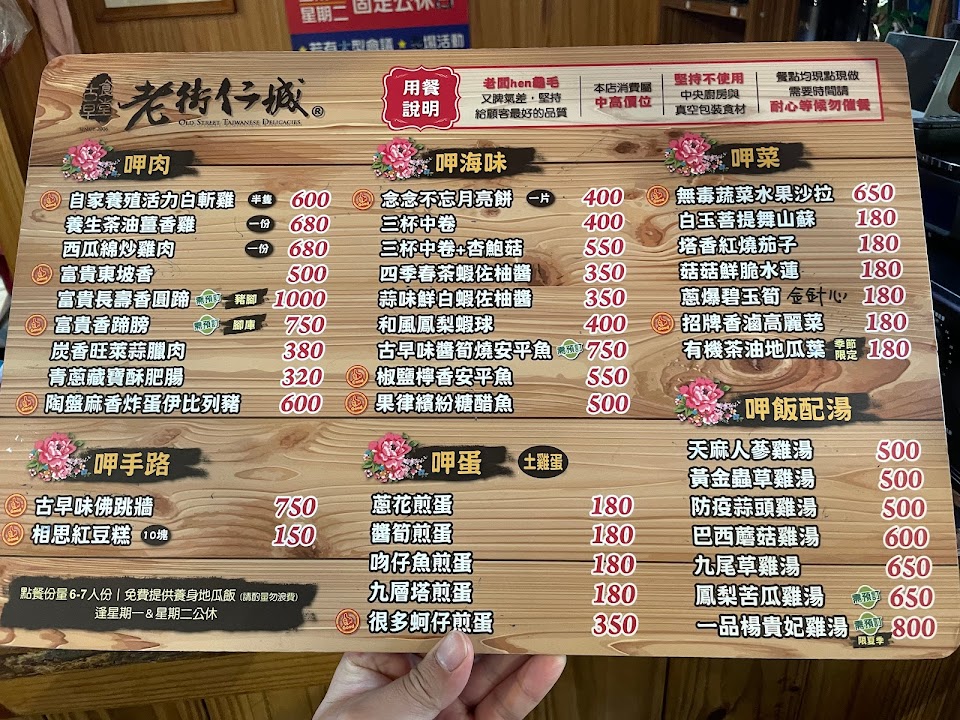 星期二 固定公休日
老街仔城®
OLD STREET TAIWANESE DELICACIES
用餐
說明
老闆hen龜毛
又脾氣差,堅持
給顧客最好的品質
本店消費屬
中高價位
堅持不使用
中央廚房與
真空包裝食材
餐點均現點現做
需要時間請
耐心等候勿催餐
呷肉
自家養殖活力白斬雞 半隻 600
養生茶油薑香雞 一份 680
西瓜綿炒雞肉 一份 680
富貴東坡香 500
富貴長壽香圓蹄 需預訂 豬腳 1000
富貴香蹄膀 需預訂 腳庫 750
炭香旺萊蒜臘肉 380
青蔥藏寶酥肥腸 320
陶盤麻香炸蛋伊比列豬 600
呷手路
古早味佛跳牆 750
相思紅豆糕 10塊 150
點餐份量6-7人份|免費提供養身地瓜飯(請酌量勿浪費)
逢星期一&星期二公休
呷海味
念念不忘月亮餅 一片 400
三杯中卷 400
三杯中卷+杏鮑菇 550
四季春茶蝦佐柚醬 350
蒜味鮮白蝦佐柚醬 350
和風鳳梨蝦球 400
古早味醬筍燒安平魚 需預訂 750
椒鹽檸香安平魚 550
果律繽紛糖醋魚 500
呷蛋 土雞蛋
蔥花煎蛋 180
醬筍煎蛋 180
吻仔魚煎蛋 180
九層塔煎蛋 180
很多蚵仔煎蛋 350
呷菜
無毒蔬菜水果沙拉 650
白玉菩提舞山蘇 180
塔香紅燒茄子 180
菇菇鮮脆水蓮 180
蔥爆碧玉筍 金針心 180
招牌香滷高麗菜 180
有機茶油地瓜葉 季節限定 180
呷飯配湯
天麻人蔘雞湯 500
黃金蟲草雞湯 500
防疫蒜頭雞湯 500
巴西蘑菇雞湯 600
九尾草雞湯 650
鳳梨苦瓜雞湯 需預訂 650
一品楊貴妃雞湯 需預訂 限夏季 800